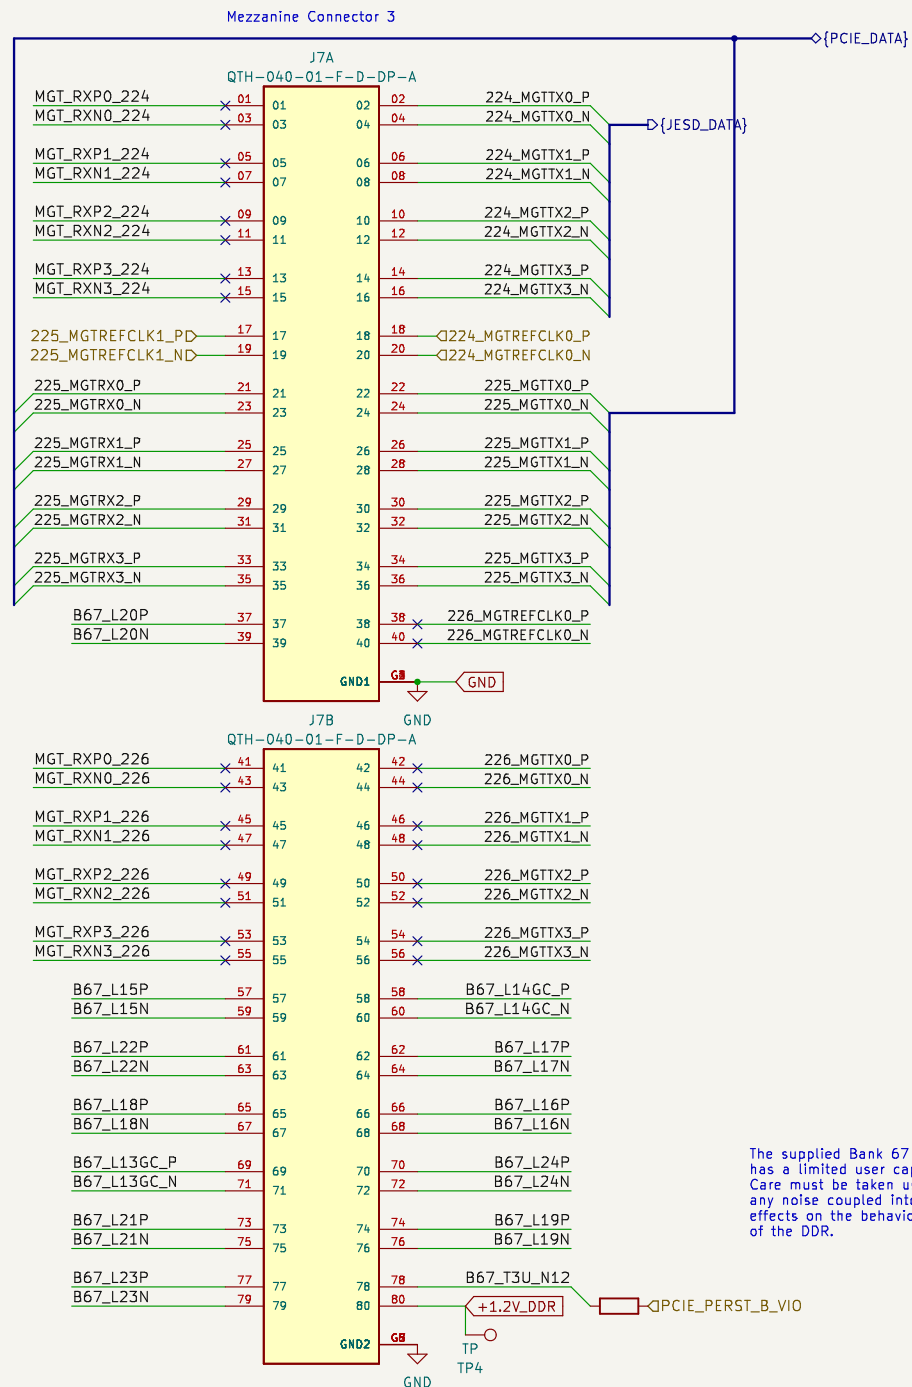 Mezzanine Connector 3
{PCIE_DATA}
J7A
QTH-040-01-F-D-DP-A
MGT_RXP0_224 01 01 02 02 224_MGTTX0_P
MGT_RXN0_224 03 03 04 04 224_MGTTX0_N {JESD_DATA}
MGT_RXP1_224 05 05 06 06 224_MGTTX1_P
MGT_RXN1_224 07 07 08 08 224_MGTTX1_N
MGT_RXP2_224 09 09 10 10 224_MGTTX2_P
MGT_RXN2_224 11 11 12 12 224_MGTTX2_N
MGT_RXP3_224 13 13 14 14 224_MGTTX3_P
MGT_RXN3_224 15 15 16 16 224_MGTTX3_N
225_MGTREFCLK1_P 17 17 18 18 224_MGTREFCLK0_P
225_MGTREFCLK1_N 19 19 20 20 224_MGTREFCLK0_N
225_MGTRX0_P 21 21 22 22 225_MGTTX0_P
225_MGTRX0_N 23 23 24 24 225_MGTTX0_N
225_MGTRX1_P 25 25 26 26 225_MGTTX1_P
225_MGTRX1_N 27 27 28 28 225_MGTTX1_N
225_MGTRX2_P 29 29 30 30 225_MGTTX2_P
225_MGTRX2_N 31 31 32 32 225_MGTTX2_N
225_MGTRX3_P 33 33 34 34 225_MGTTX3_P
225_MGTRX3_N 35 35 36 36 225_MGTTX3_N
B67_L20P 37 37 38 38 226_MGTREFCLK0_P
B67_L20N 39 39 40 40 226_MGTREFCLK0_N
GND1 GND
GND
J7B
QTH-040-01-F-D-DP-A
MGT_RXP0_226 41 41 42 42 226_MGTTX0_P
MGT_RXN0_226 43 43 44 44 226_MGTTX0_N
MGT_RXP1_226 45 45 46 46 226_MGTTX1_P
MGT_RXN1_226 47 47 48 48 226_MGTTX1_N
MGT_RXP2_226 49 49 50 50 226_MGTTX2_P
MGT_RXN2_226 51 51 52 52 226_MGTTX2_N
MGT_RXP3_226 53 53 54 54 226_MGTTX3_P
MGT_RXN3_226 55 55 56 56 226_MGTTX3_N
B67_L15P 57 57 58 58 B67_L14GC_P
B67_L15N 59 59 60 60 B67_L14GC_N
B67_L22P 61 61 62 62 B67_L17P
B67_L22N 63 63 64 64 B67_L17N
B67_L18P 65 65 66 66 B67_L16P
B67_L18N 67 67 68 68 B67_L16N
B67_L13GC_P 69 69 70 70 B67_L24P
B67_L13GC_N 71 71 72 72 B67_L24N
B67_L21P 73 73 74 74 B67_L19P
B67_L21N 75 75 76 76 B67_L19N
B67_L23P 77 77 78 78 B67_T3U_N12
B67_L23N 79 79 80 80 +1.2V_DDR PCIE_PERST_B_VIO
GND2
TP
TP4
GND
The supplied Bank 67
has a limited user
Care must be taken
any noise coupled
effects on the
of the DDR.